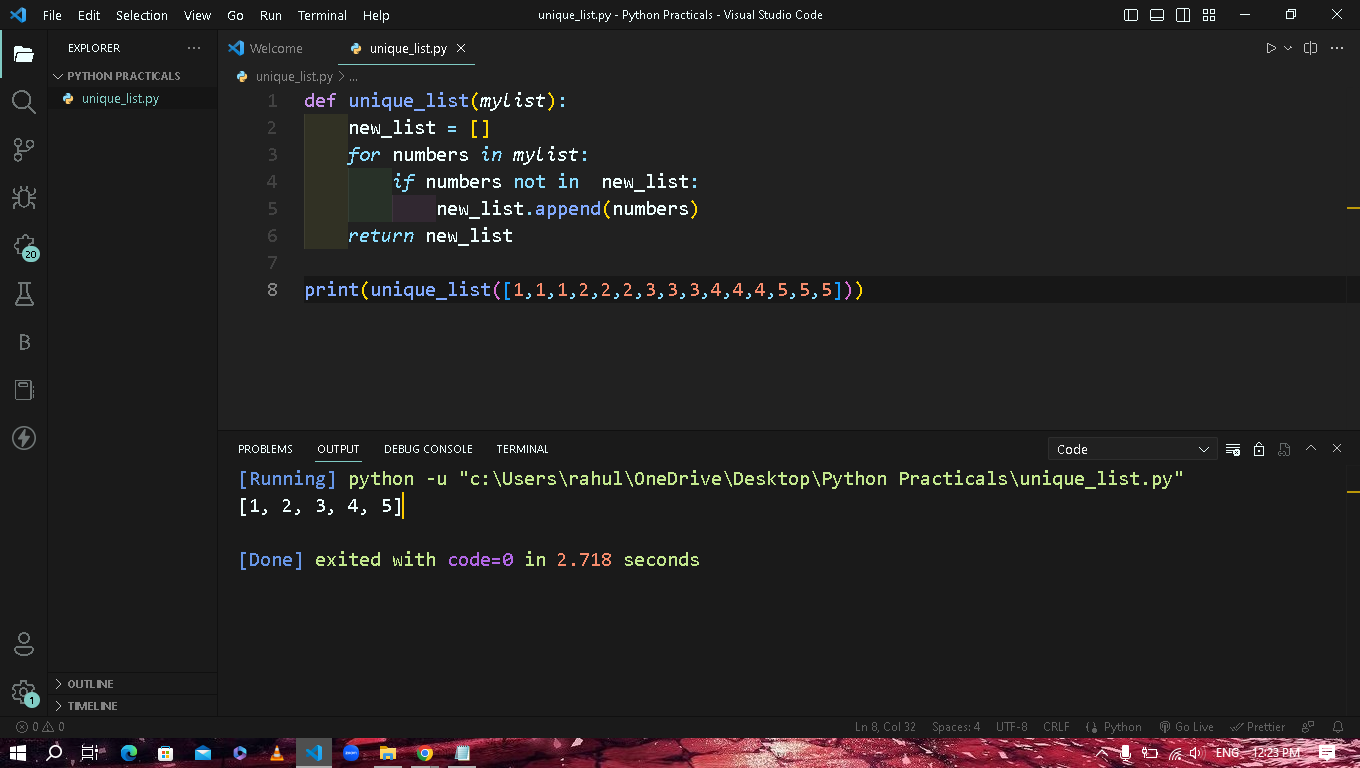 File Edit Selection View Go Run Terminal Help unique_list.py - Python Practicals - Visual Studio Code
EXPLORER
PYTHON PRACTICALS
unique_list.py
OUTLINE
TIMELINE
20
B
1
Welcome unique_list.py
unique_list.py > ...
1 def unique_list(mylist):
2     new_list = []
3     for numbers in mylist:
4         if numbers not in  new_list:
5             new_list.append(numbers)
6     return new_list
7
8 print(unique_list([1,1,1,2,2,2,3,3,3,4,4,4,5,5,5]))
PROBLEMS OUTPUT DEBUG CONSOLE TERMINAL Code
[Running] python -u "c:\Users\rahul\OneDrive\Desktop\Python Practicals\unique_list.py"
[1, 2, 3, 4, 5]
[Done] exited with code=0 in 2.718 seconds
0 0 Ln 8, Col 32 Spaces: 4 UTF-8 CRLF Python Go Live Prettier
ENG 12:23 PM